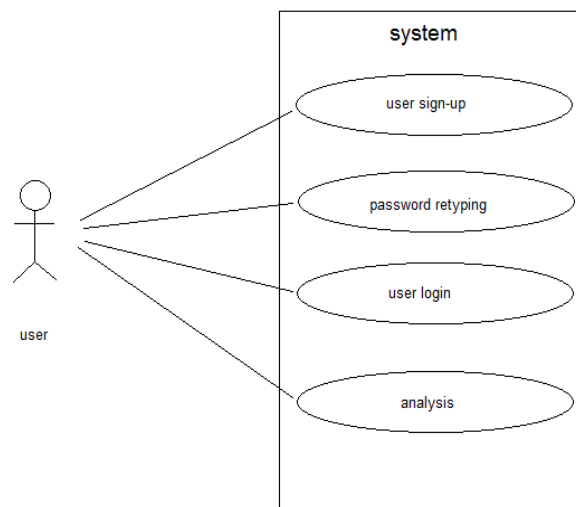 system
user sign-up
password retyping
user login
user
analysis